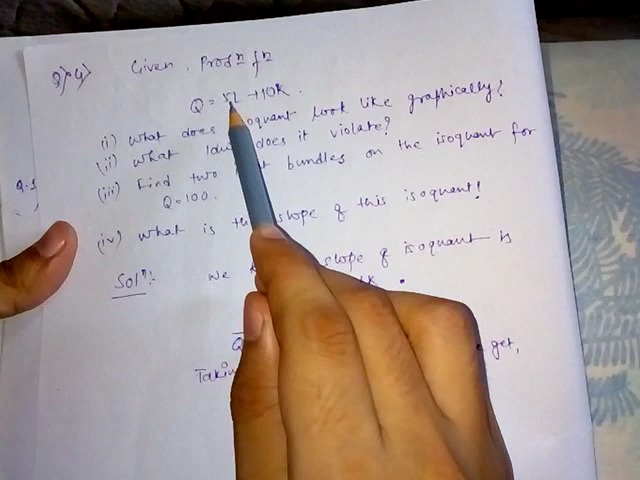 Q.4) Given, Prodⁿ fⁿ
Q = 5L + 10K.
(i) What does isoquant look like graphically?
(ii) What law does it violate?
(iii) Find two bundles on the isoquant for
Q=100.
(iv) What is the slope of this isoquant!
Solⁿ: We slope of isoquant is
Q get,
Takin